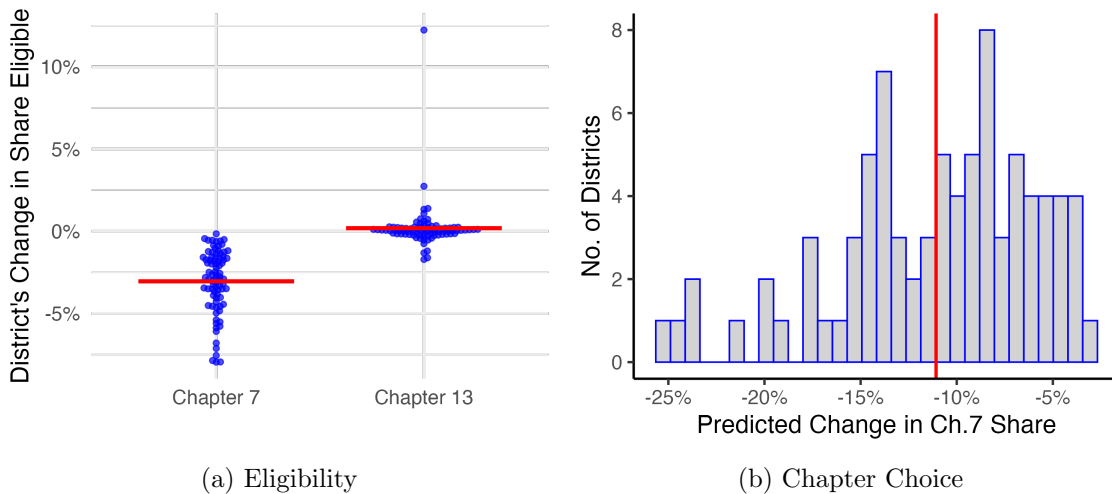 District's Change in Share Eligible
10%
5%
0%
-5%
Chapter 7 Chapter 13
(a) Eligibility
No. of Districts
8
6
4
2
0
-25% -20% -15% -10% -5%
Predicted Change in Ch.7 Share
(b) Chapter Choice